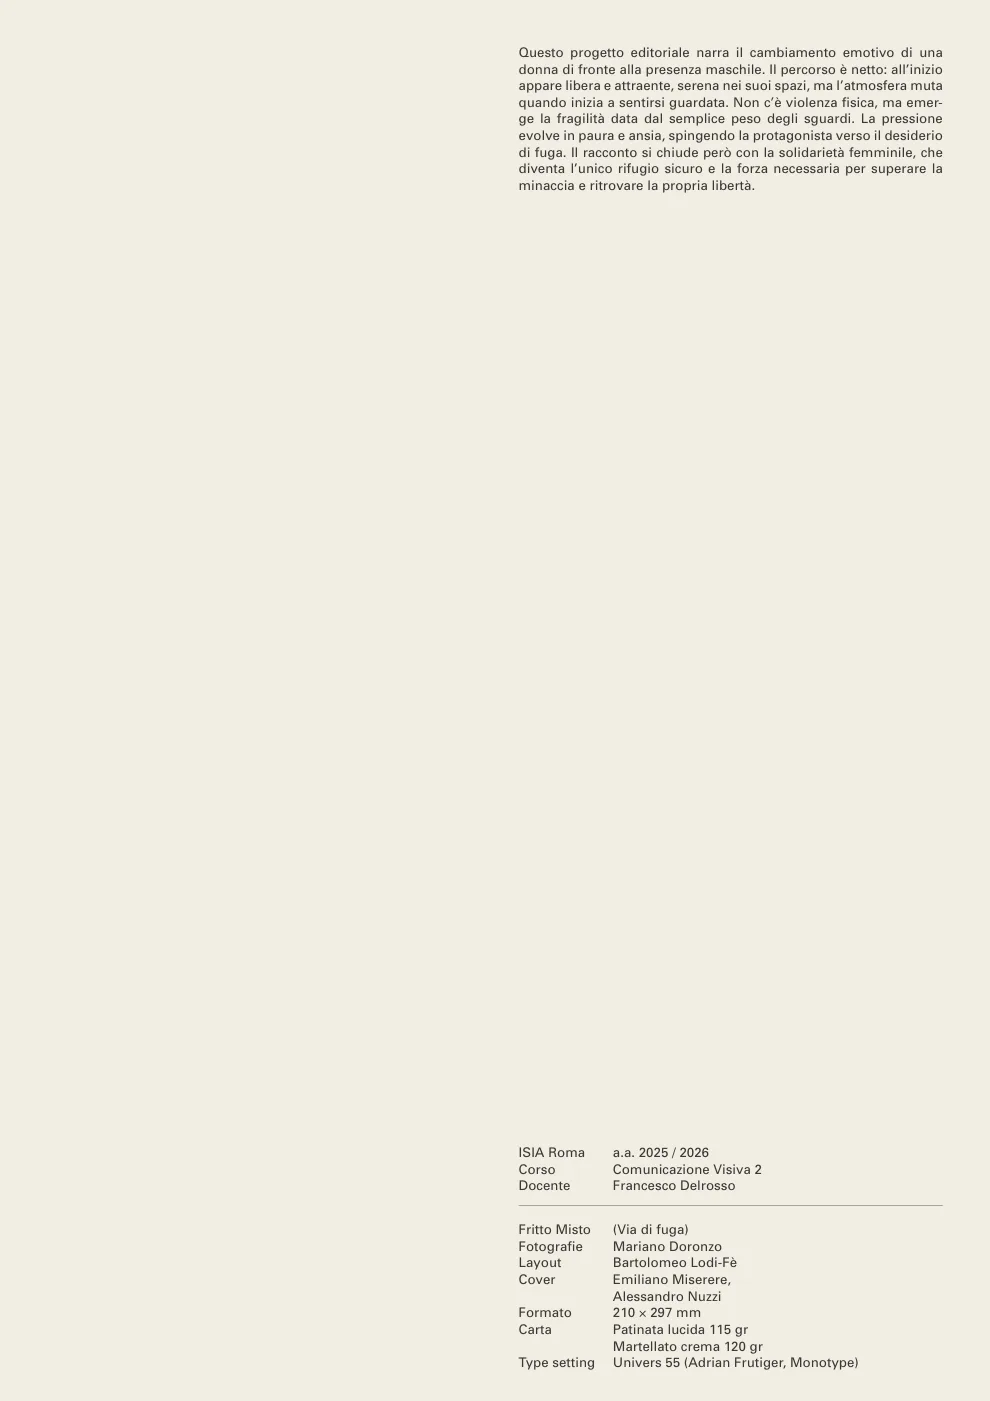 Questo progetto editoriale narra il cambiamento emotivo di una
donna di fronte alla presenza maschile. Il percorso è netto: all’inizio
appare libera e attraente, serena nei suoi spazi, ma l’atmosfera muta
quando inizia a sentirsi guardata. Non c’è violenza fisica, ma emer-
ge la fragilità data dal semplice peso degli sguardi. La pressione
evolve in paura e ansia, spingendo la protagonista verso il desiderio
di fuga. Il racconto si chiude però con la solidarietà femminile, che
diventa l’unico rifugio sicuro e la forza necessaria per superare la
minaccia e ritrovare la propria libertà.
ISIA Roma a.a. 2025 / 2026
Corso Comunicazione Visiva 2
Docente Francesco Delrosso
Fritto Misto (Via di fuga)
Fotografie Mariano Doronzo
Layout Bartolomeo Lodi-Fè
Cover Emiliano Miserere,
Alessandro Nuzzi
Formato 210 × 297 mm
Carta Patinata lucida 115 gr
Martellato crema 120 gr
Type setting Univers 55 (Adrian Frutiger, Monotype)